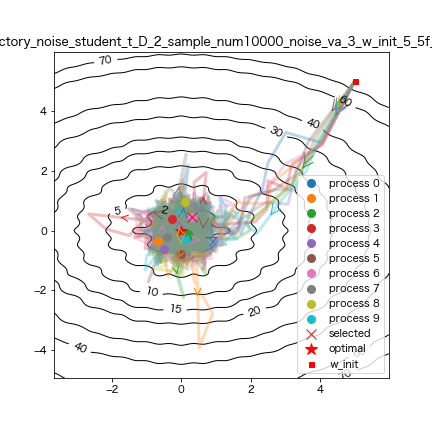 ctory_noise_student_t_D_2_sample_num10000_noise_va_3_w_init_5_5f_
70
60
40
30
5
2
10
15
20
40
4
2
0
−2
−4
−2
0
2
4
process 0
process 1
process 2
process 3
process 4
process 5
process 6
process 7
process 8
process 9
selected
optimal
w_init